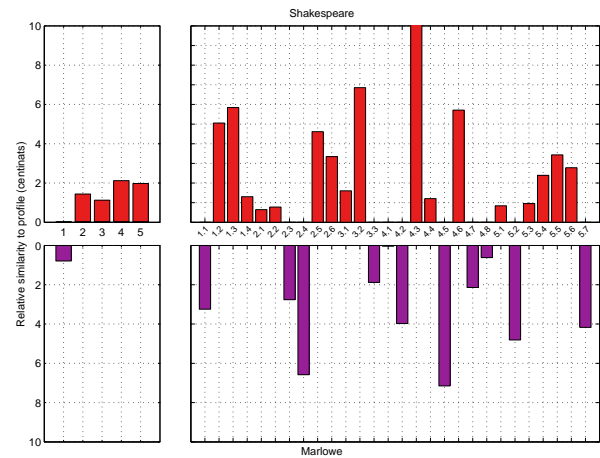 Shakespeare
Relative similarity to profile (centinats)
10
8
6
4
2
0
1 2 3 4 5
1.1 1.2 1.3 1.4 2.1 2.2 2.3 2.4 2.5 2.6 3.1 3.2 3.3 4.1 4.2 4.3 4.4 4.5 4.6 4.7 4.8 5.1 5.2 5.3 5.4 5.5 5.6 5.7
0
2
4
6
8
10
Marlowe